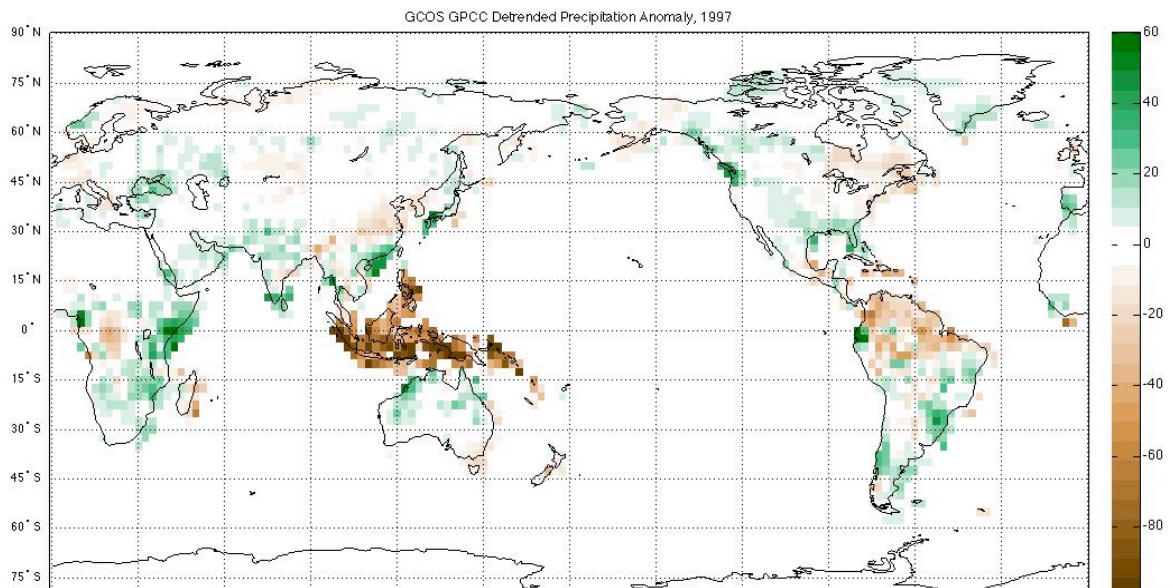 GCOS GPCC Detrended Precipitation Anomaly, 1997
90° N
75° N
60° N
45° N
30° N
15° N
0°
15° S
30° S
45° S
60° S
75° S
60
40
20
-0
-20
-40
-60
-80